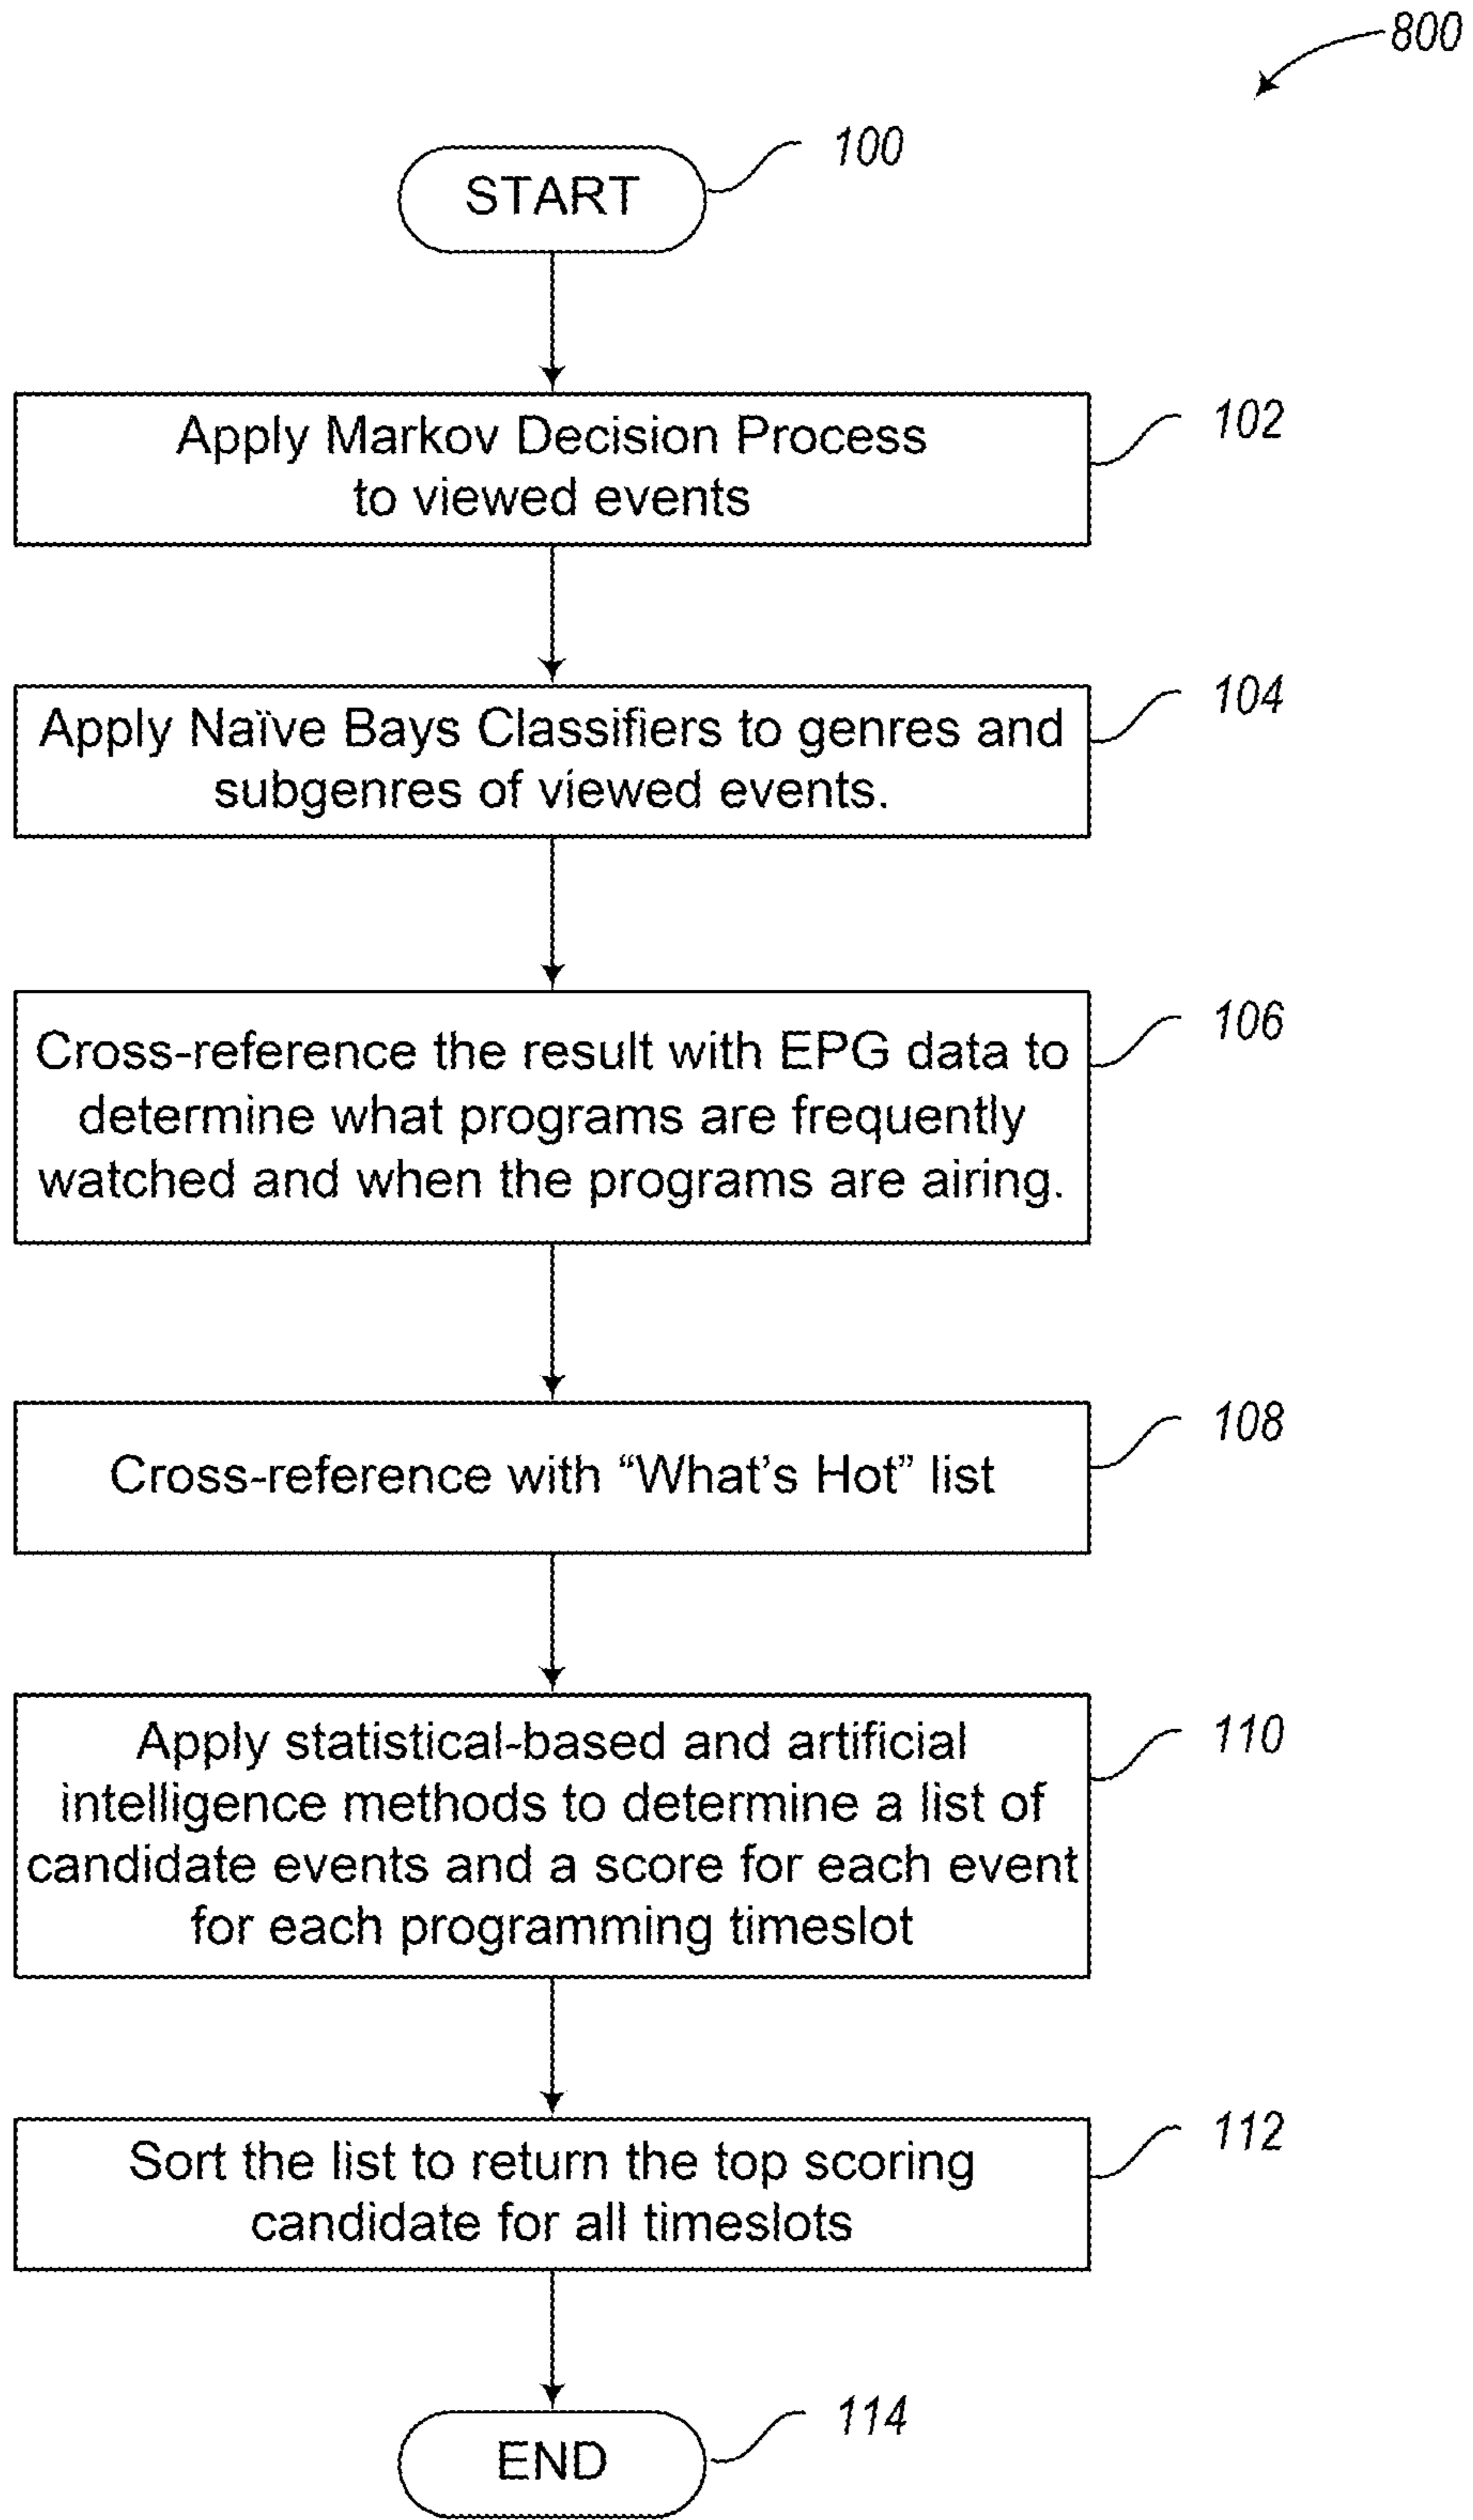 800
100
START
102
Apply Markov Decision Process
to viewed events
104
Apply Naïve Bays Classifiers to genres and
subgenres of viewed events.
106
Cross-reference the result with EPG data to
determine what programs are frequently
watched and when the programs are airing.
108
Cross-reference with “What’s Hot” list
110
Apply statistical-based and artificial
intelligence methods to determine a list of
candidate events and a score for each event
for each programming timeslot
112
Sort the list to return the top scoring
candidate for all timeslots
114
END